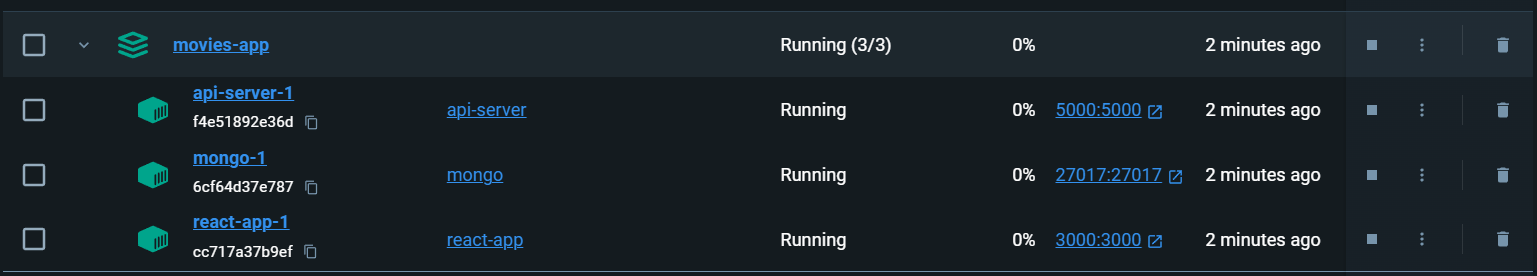 movies-app Running (3/3) 0% 2 minutes ago
api-server-1
f4e51892e36d api-server Running 0% 5000:5000 2 minutes ago
mongo-1
6cf64d37e787 mongo Running 0% 27017:27017 2 minutes ago
react-app-1
cc717a37b9ef react-app Running 0% 3000:3000 2 minutes ago